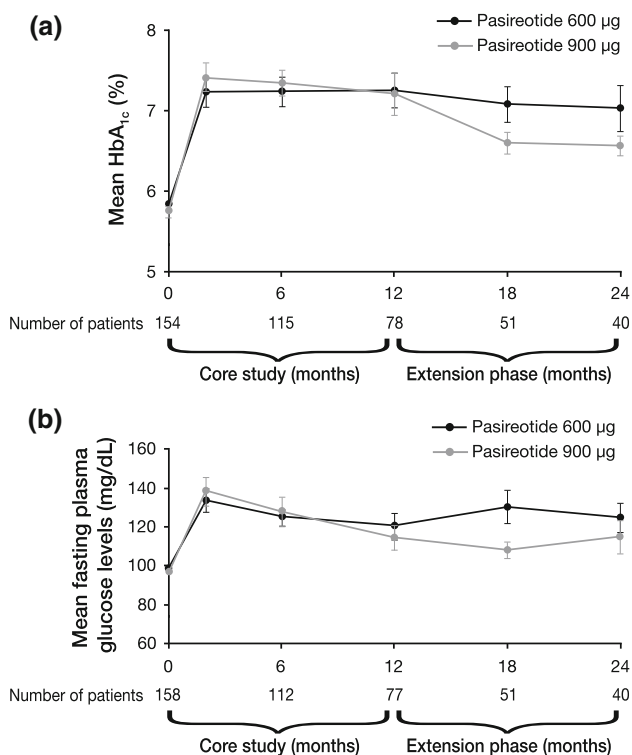 (a)
Pasireotide 600 µg
Pasireotide 900 µg
Mean HbA1c (%)
8
7
6
5
0 6 12 18 24
Number of patients 154 115 78 51 40
Core study (months) Extension phase (months)
(b)
Pasireotide 600 µg
Pasireotide 900 µg
Mean fasting plasma
glucose levels (mg/dL)
160
140
120
100
80
60
0 6 12 18 24
Number of patients 158 112 77 51 40
Core study (months) Extension phase (months)